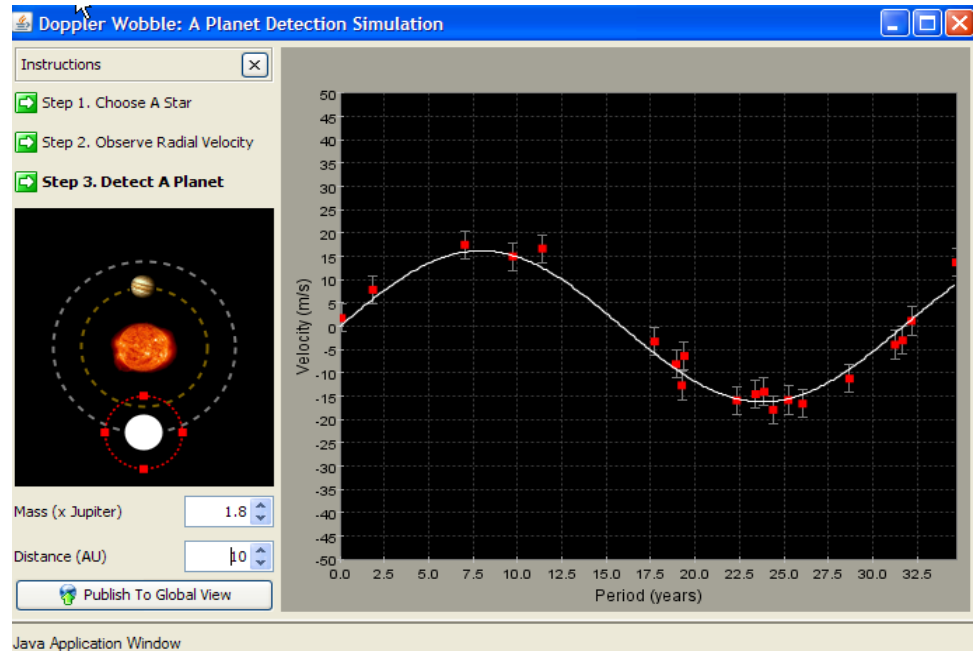 Doppler Wobble: A Planet Detection Simulation
Instructions
Step 1. Choose A Star
Step 2. Observe Radial Velocity
Step 3. Detect A Planet
Mass (x Jupiter) 1.8
Distance (AU) 10
Publish To Global View
50
45
40
35
30
25
20
15
10
5
0
-5
-10
-15
-20
-25
-30
-35
-40
-45
-50
Velocity (m/s)
0.0 2.5 5.0 7.5 10.0 12.5 15.0 17.5 20.0 22.5 25.0 27.5 30.0 32.5
Period (years)
Java Application Window